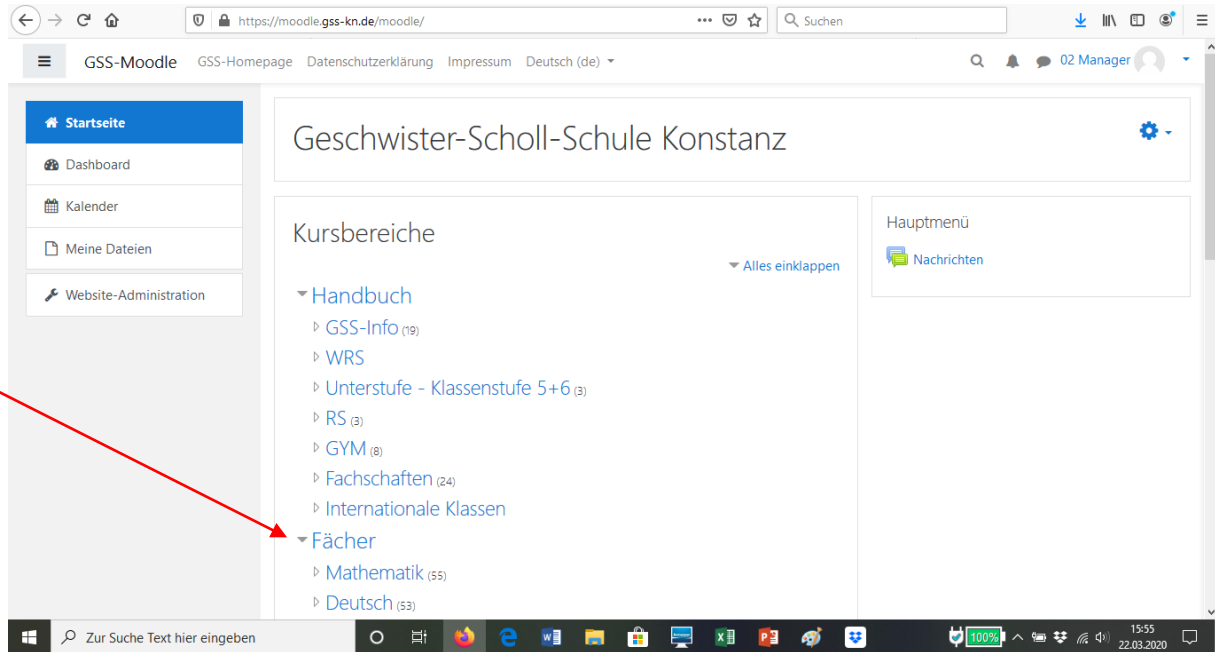 https://moodle.gss-kn.de/moodle/
Suchen
GSS-Moodle GSS-Homepage Datenschutzerklärung Impressum Deutsch (de)
02 Manager
Startseite
Dashboard
Kalender
Meine Dateien
Website-Administration
Geschwister-Scholl-Schule Konstanz
Kursbereiche
Alles einklappen
Handbuch
GSS-Info (19)
WRS
Unterstufe - Klassenstufe 5+6 (3)
RS (3)
GYM (8)
Fachschaften (24)
Internationale Klassen
Fächer
Mathematik (55)
Deutsch (53)
Hauptmenü
Nachrichten
Zur Suche Text hier eingeben
100%
15:55
22.03.2020